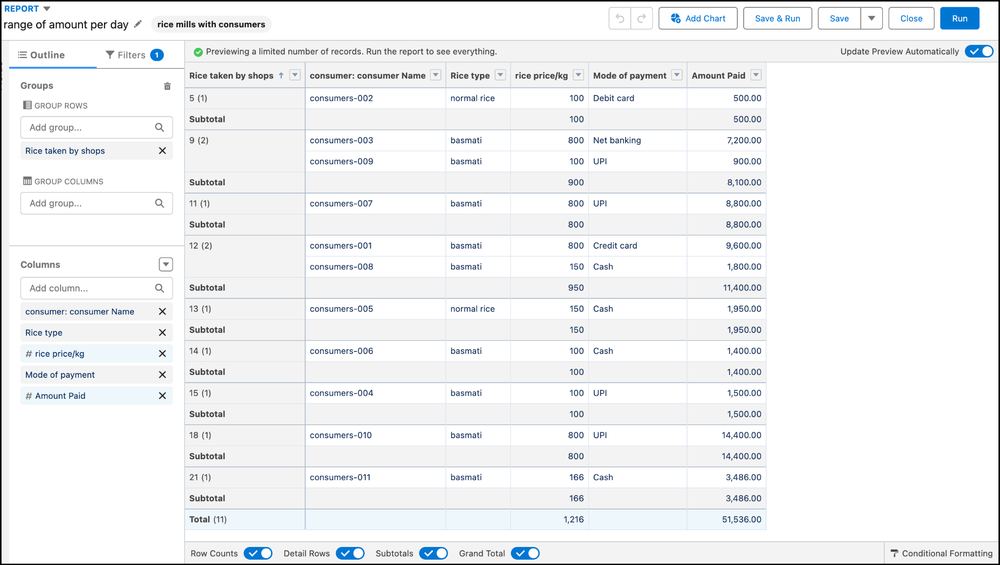 REPORT
range of amount per day
rice mills with consumers
Add Chart
Save & Run
Save
Close
Run
Outline
Filters 1
Previewing a limited number of records. Run the report to see everything.
Update Preview Automatically
Groups
GROUP ROWS
Add group...
Rice taken by shops
GROUP COLUMNS
Add group...
Columns
Add column...
consumer: consumer Name
Rice type
# rice price/kg
Mode of payment
# Amount Paid
Rice taken by shops consumer: consumer Name Rice type rice price/kg Mode of payment Amount Paid
5 (1) consumers-002 normal rice 100 Debit card 500.00
Subtotal 100 500.00
9 (2) consumers-003 basmati 800 Net banking 7,200.00
consumers-009 basmati 100 UPI 900.00
Subtotal 900 8,100.00
11 (1) consumers-007 basmati 800 UPI 8,800.00
Subtotal 800 8,800.00
12 (2) consumers-001 basmati 800 Credit card 9,600.00
consumers-008 basmati 150 Cash 1,800.00
Subtotal 950 11,400.00
13 (1) consumers-005 normal rice 150 Cash 1,950.00
Subtotal 150 1,950.00
14 (1) consumers-006 basmati 100 Cash 1,400.00
Subtotal 100 1,400.00
15 (1) consumers-004 basmati 100 UPI 1,500.00
Subtotal 100 1,500.00
18 (1) consumers-010 basmati 800 UPI 14,400.00
Subtotal 800 14,400.00
21 (1) consumers-011 basmati 166 Cash 3,486.00
Subtotal 166 3,486.00
Total (11) 1,216 51,536.00
Row Counts Detail Rows Subtotals Grand Total Conditional Formatting